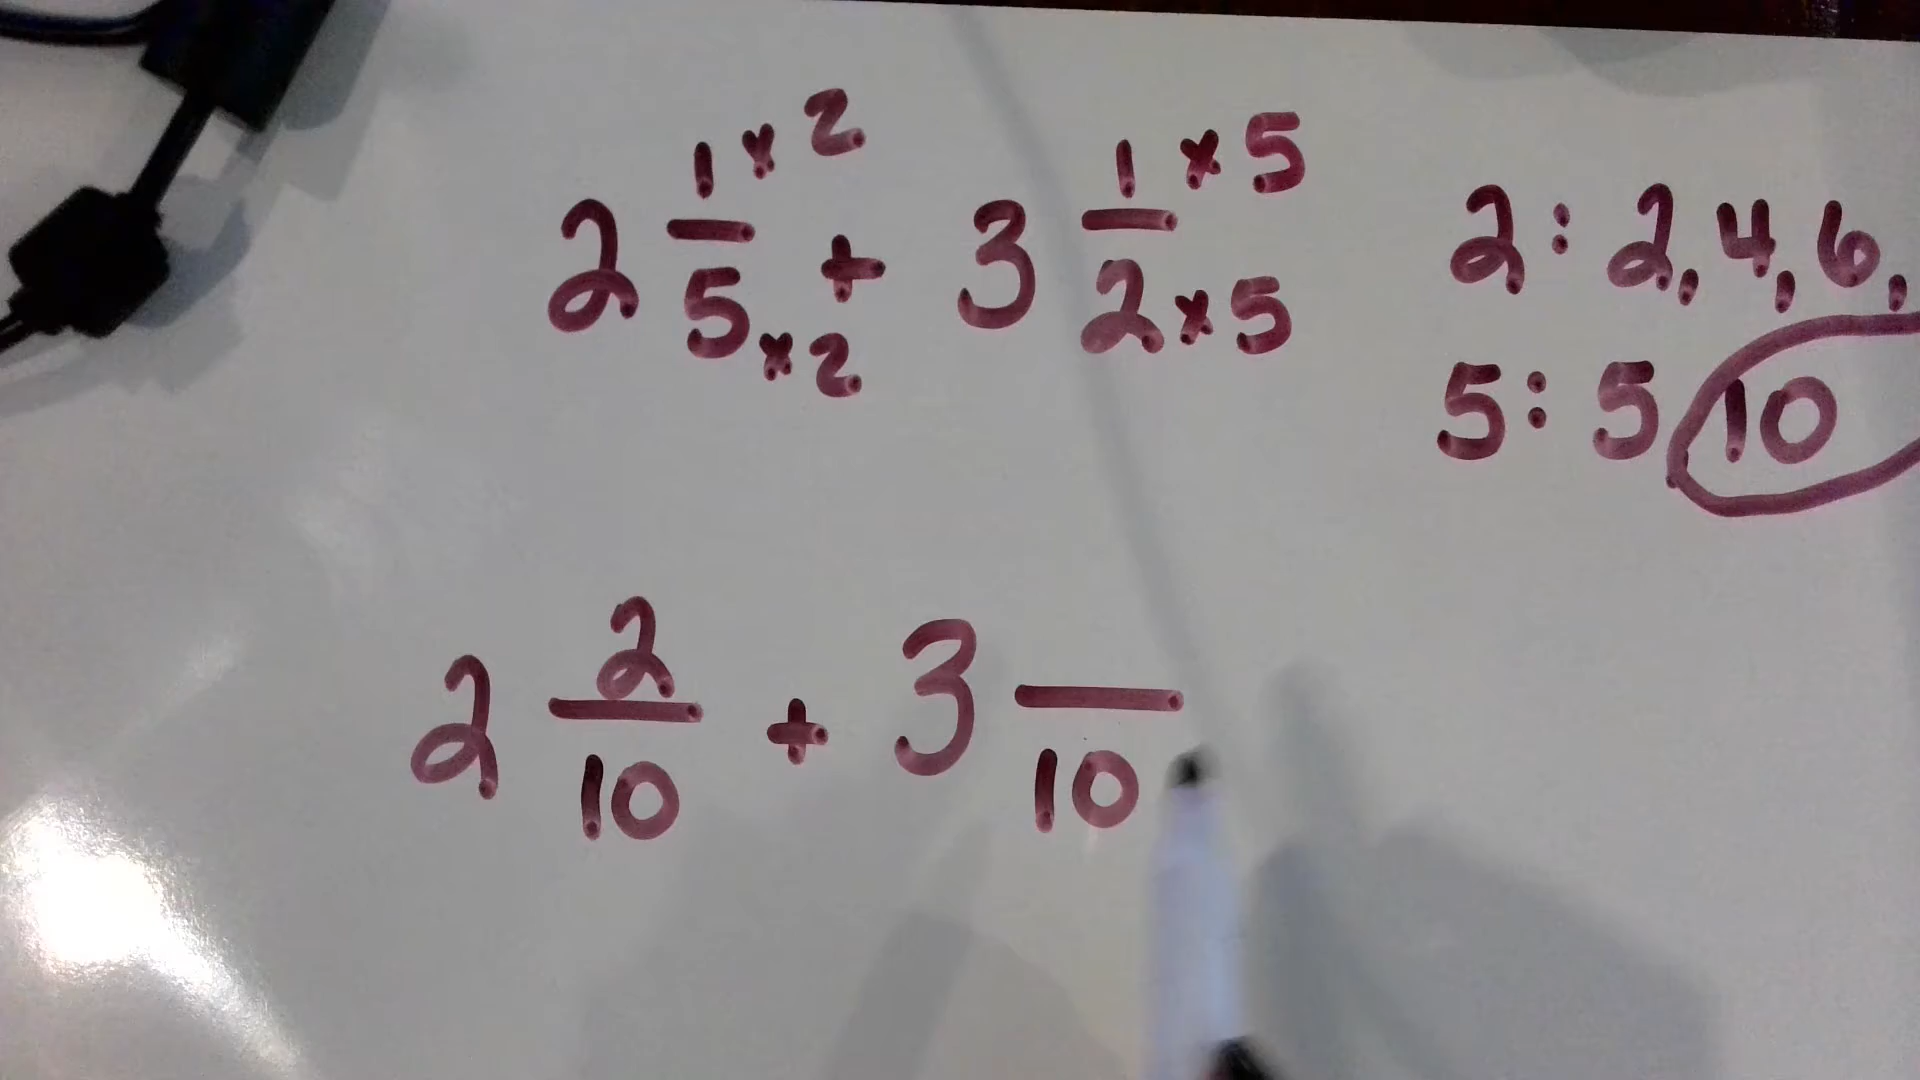 2 1/5 ×2/×2 + 3 1/2 ×5/×5
2: 2, 4, 6,
5: 5 10
2 2/10 + 3 /10